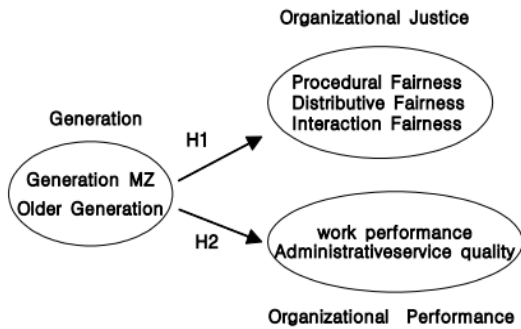 Organizational Justice
Procedural Fairness
Distributive Fairness
Interaction Fairness
Generation
H1
Generation MZ
Older Generation
H2
work performance
Administrativeservice quality
Organizational Performance